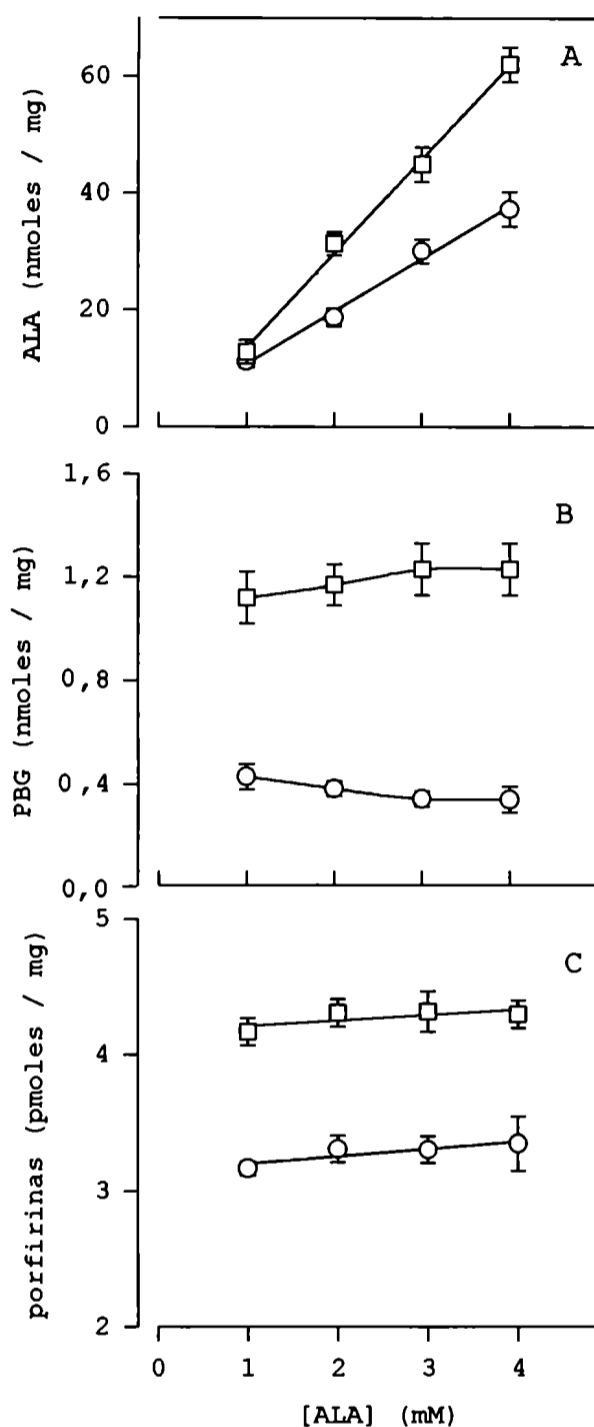 A
ALA (nmoles / mg)
60
40
20
0
B
PBG (nmoles / mg)
1,6
1,2
0,8
0,4
0,0
C
porfirinas (pmoles / mg)
5
4
3
2
0 1 2 3 4
[ALA] (mM)